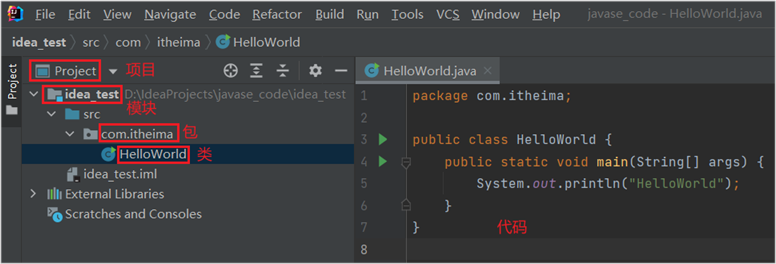 File Edit View Navigate Code Refactor Build Run Tools VCS Window Help javase_code - HelloWorld.java
idea_test src com itheima HelloWorld
Project
Project 项目
HelloWorld.java
idea_test D:\IdeaProjects\javase_code\idea_test
模块
src
com.itheima 包
HelloWorld 类
idea_test.iml
External Libraries
Scratches and Consoles
1 package com.itheima;
2
3 public class HelloWorld {
4 public static void main(String[] args) {
5 System.out.println("HelloWorld");
6 }
7 }
代码
8